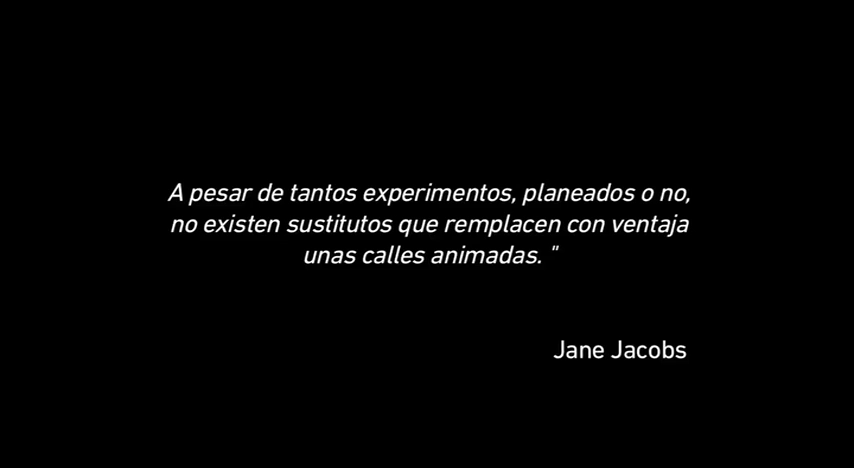 A pesar de tantos experimentos, planeados o no,
no existen sustitutos que remplacen con ventaja
unas calles animadas. "
Jane Jacobs